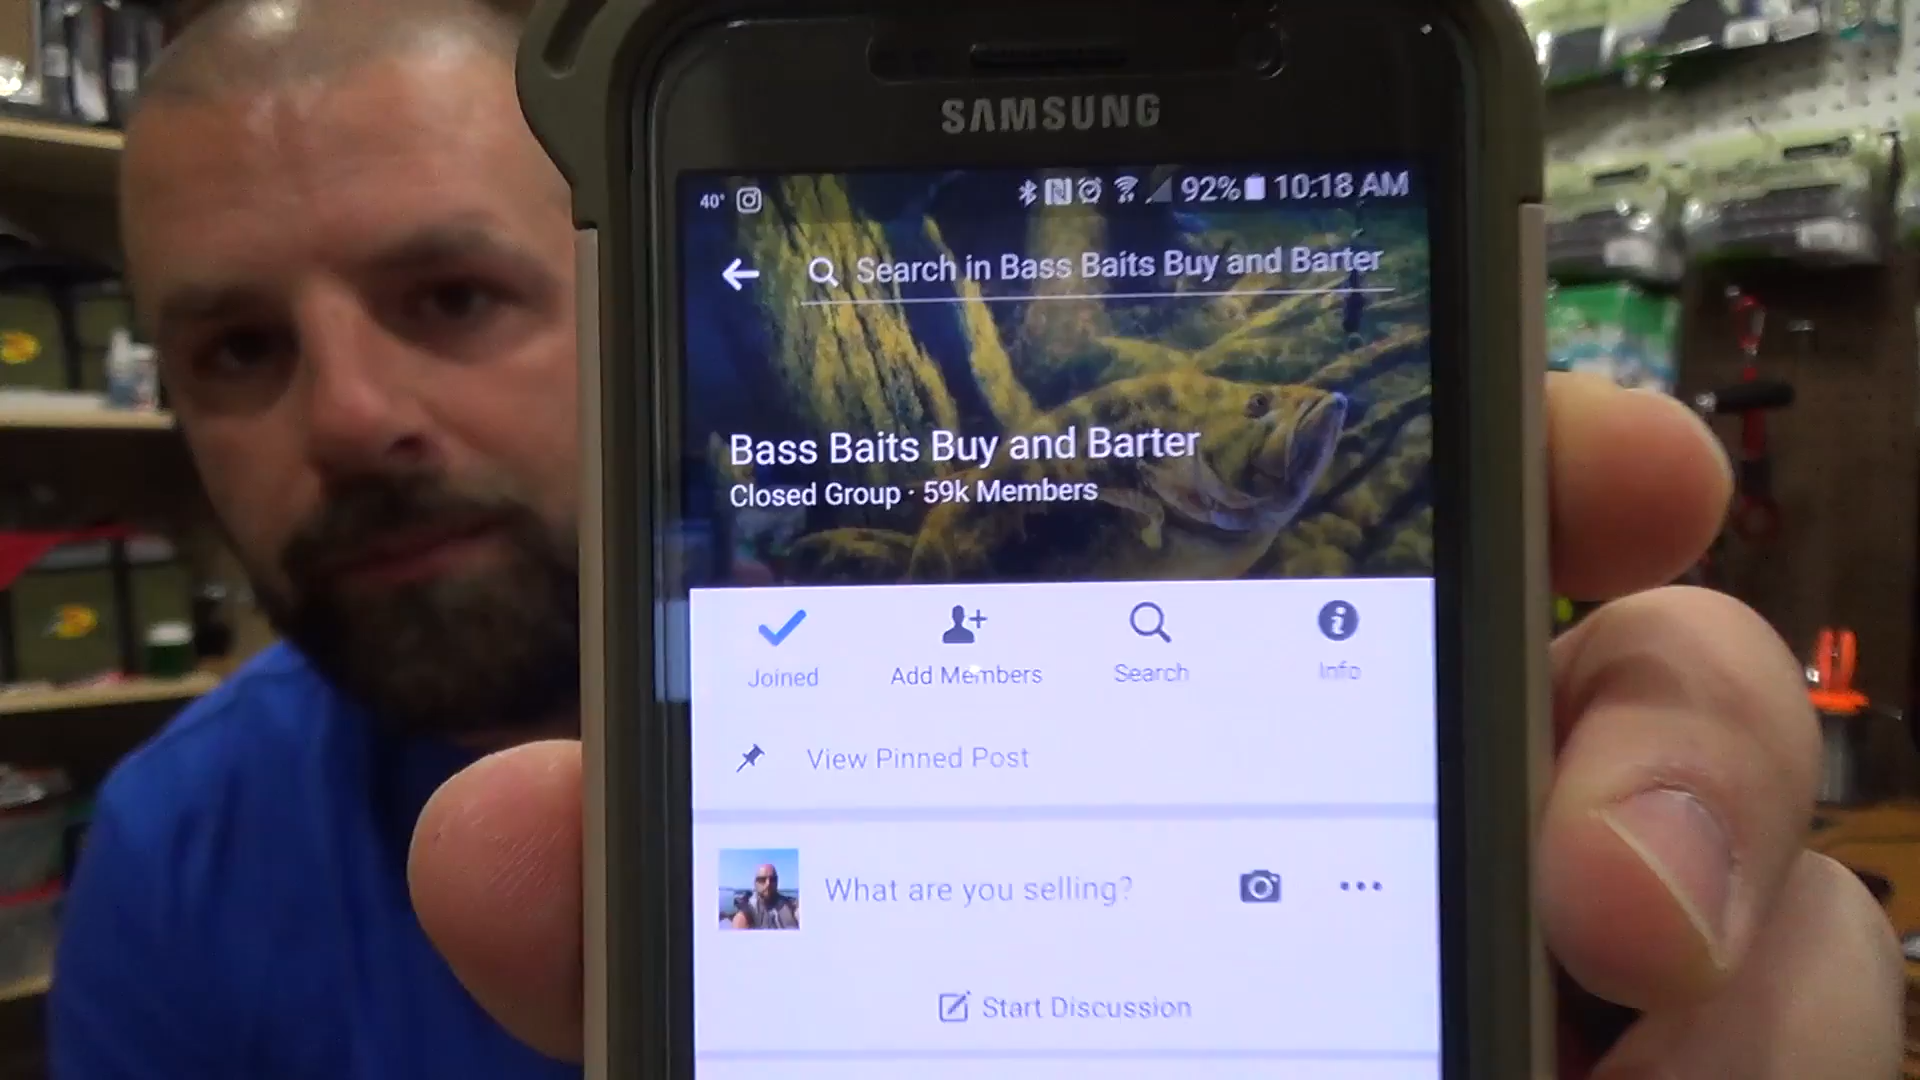 SAMSUNG
40° 92% 10:18 AM
Search in Bass Baits Buy and Barter
Bass Baits Buy and Barter
Closed Group · 59k Members
Joined Add Members Search Info
View Pinned Post
What are you selling?
Start Discussion